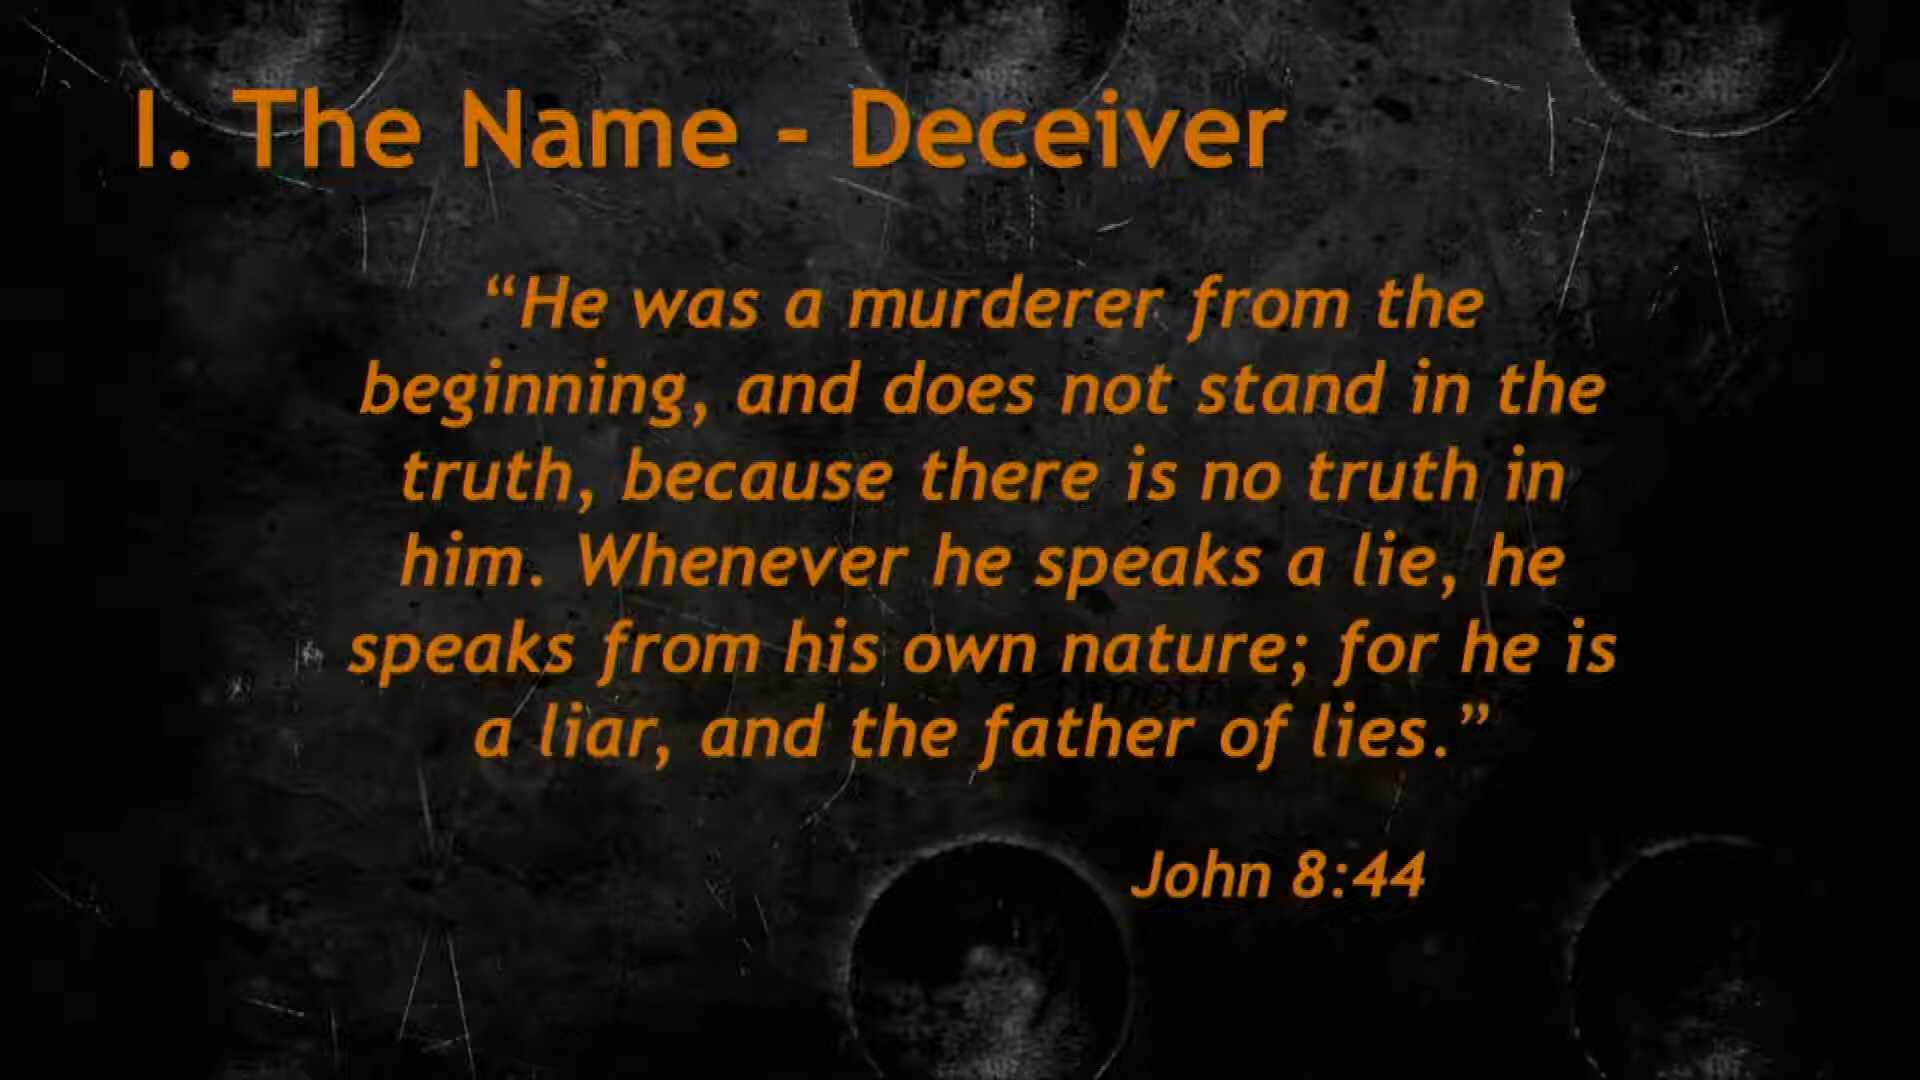 I. The Name - Deceiver
“He was a murderer from the
beginning, and does not stand in the
truth, because there is no truth in
him. Whenever he speaks a lie, he
speaks from his own nature; for he is
a liar, and the father of lies.”
John 8:44